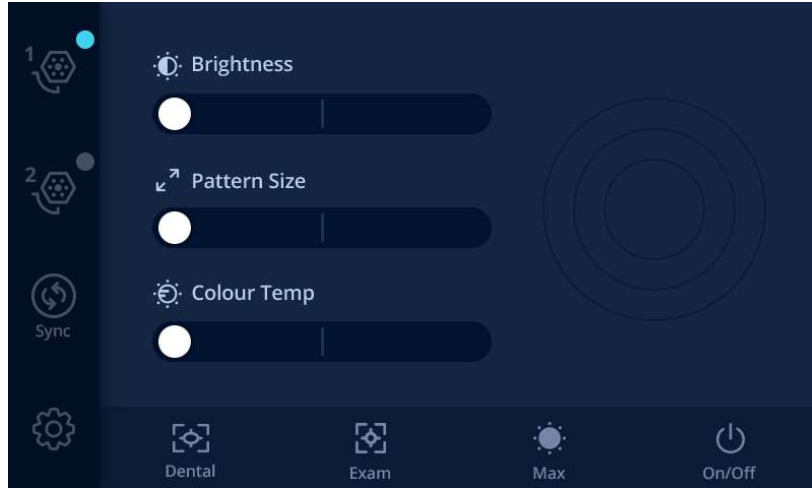 1
Brightness
2
Pattern Size
Colour Temp
Sync
Dental Exam Max On/Off